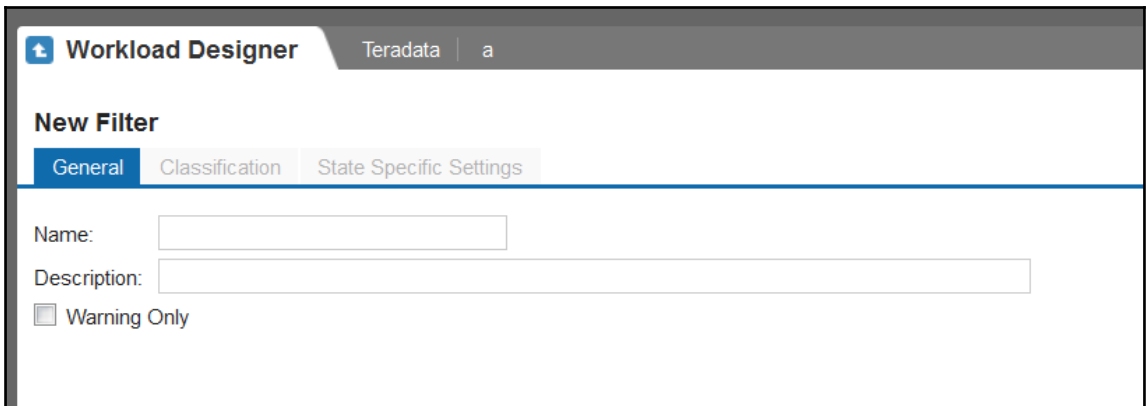 Workload Designer Teradata a
New Filter
General Classification State Specific Settings
Name:
Description:
Warning Only